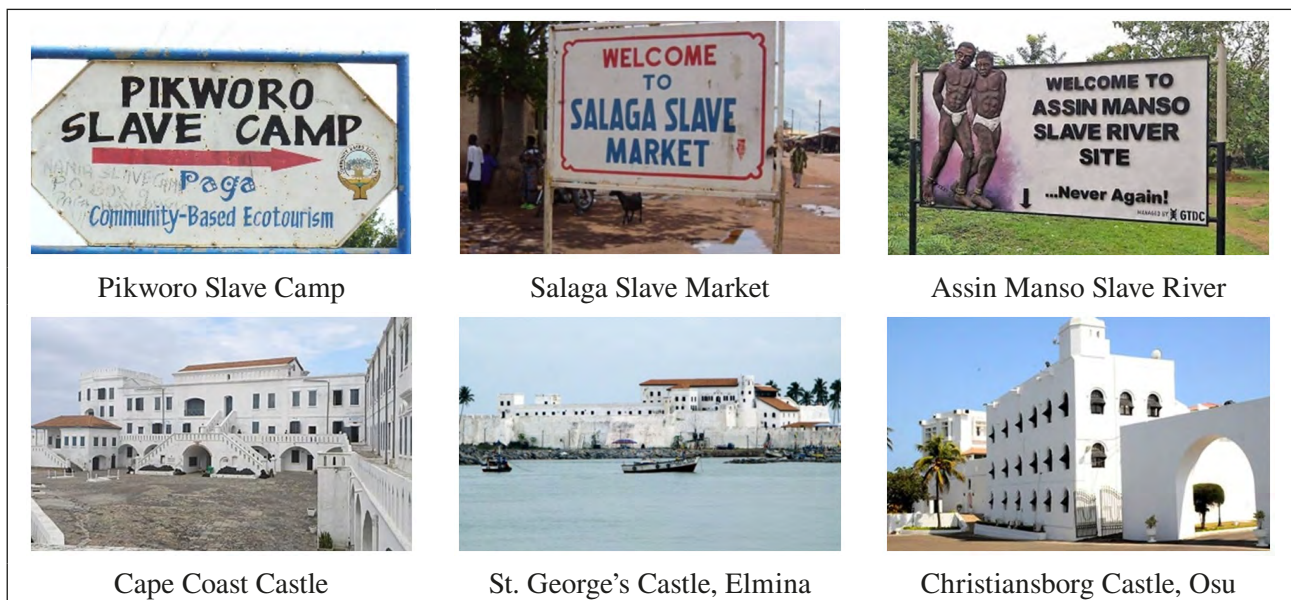 PIKWORO
SLAVE CAMP
Paga
Community-Based Ecotourism
WELCOME
TO
SALAGA SLAVE
MARKET
WELCOME TO
ASSIN MANSO
SLAVE RIVER
SITE
...Never Again!
MANAGED BY GTDC
Pikworo Slave Camp
Salaga Slave Market
Assin Manso Slave River
Cape Coast Castle
St. George's Castle, Elmina
Christiansborg Castle, Osu